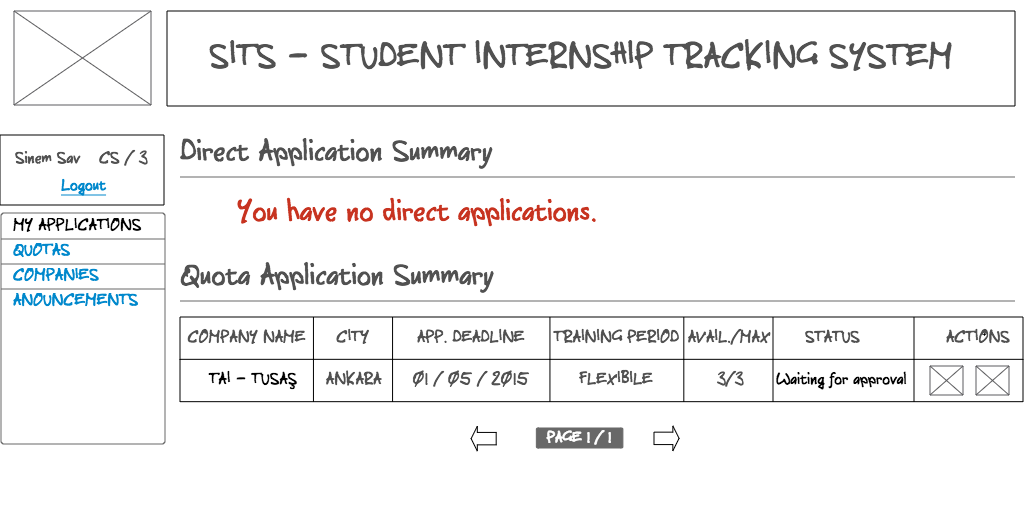 SITS - STUDENT INTERNSHIP TRACKING SYSTEM
Sinem Sav CS / 3
Logout
MY APPLICATIONS
QUOTAS
COMPANIES
ANOUNCEMENTS
Direct Application Summary
You have no direct applications.
Quota Application Summary
COMPANY NAME CITY APP. DEADLINE TRAINING PERIOD AVAIL./MAX STATUS ACTIONS
TAI - TUSAŞ ANKARA 01 / 05 / 2015 FLEXIBILE 3/3 Waiting for approval
PAGE 1 / 1